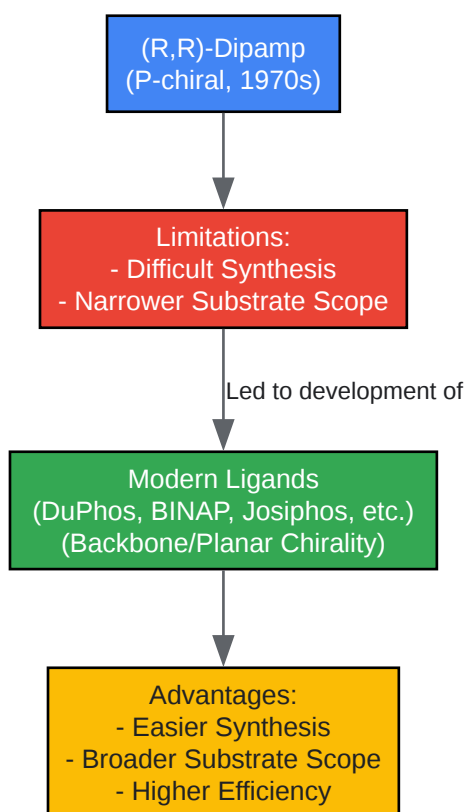 (R,R)-Dipamp
(P-chiral, 1970s)
Limitations:
- Difficult Synthesis
- Narrower Substrate Scope
Led to development of
Modern Ligands
(DuPhos, BINAP, Josiphos, etc.)
(Backbone/Planar Chirality)
Advantages:
- Easier Synthesis
- Broader Substrate Scope
- Higher Efficiency